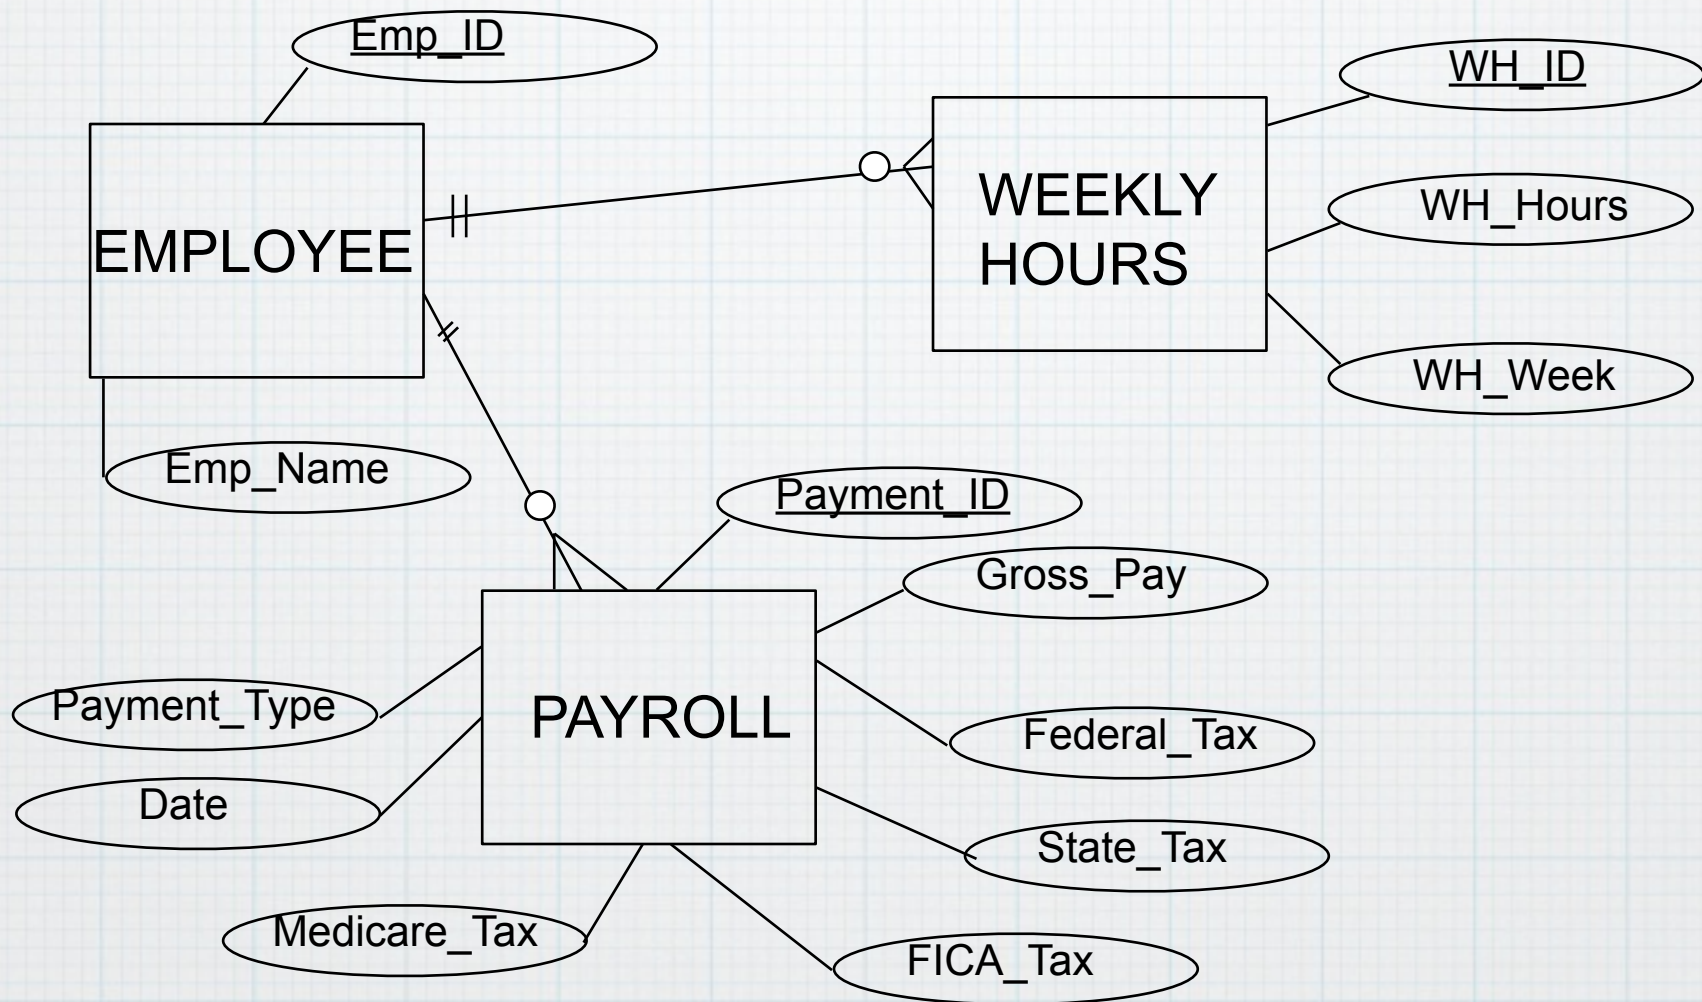 Emp_ID
WH_ID
EMPLOYEE
WEEKLY
HOURS
WH_Hours
WH_Week
Emp_Name
Payment_ID
Gross_Pay
Payment_Type
PAYROLL
Federal_Tax
Date
State_Tax
Medicare_Tax
FICA_Tax